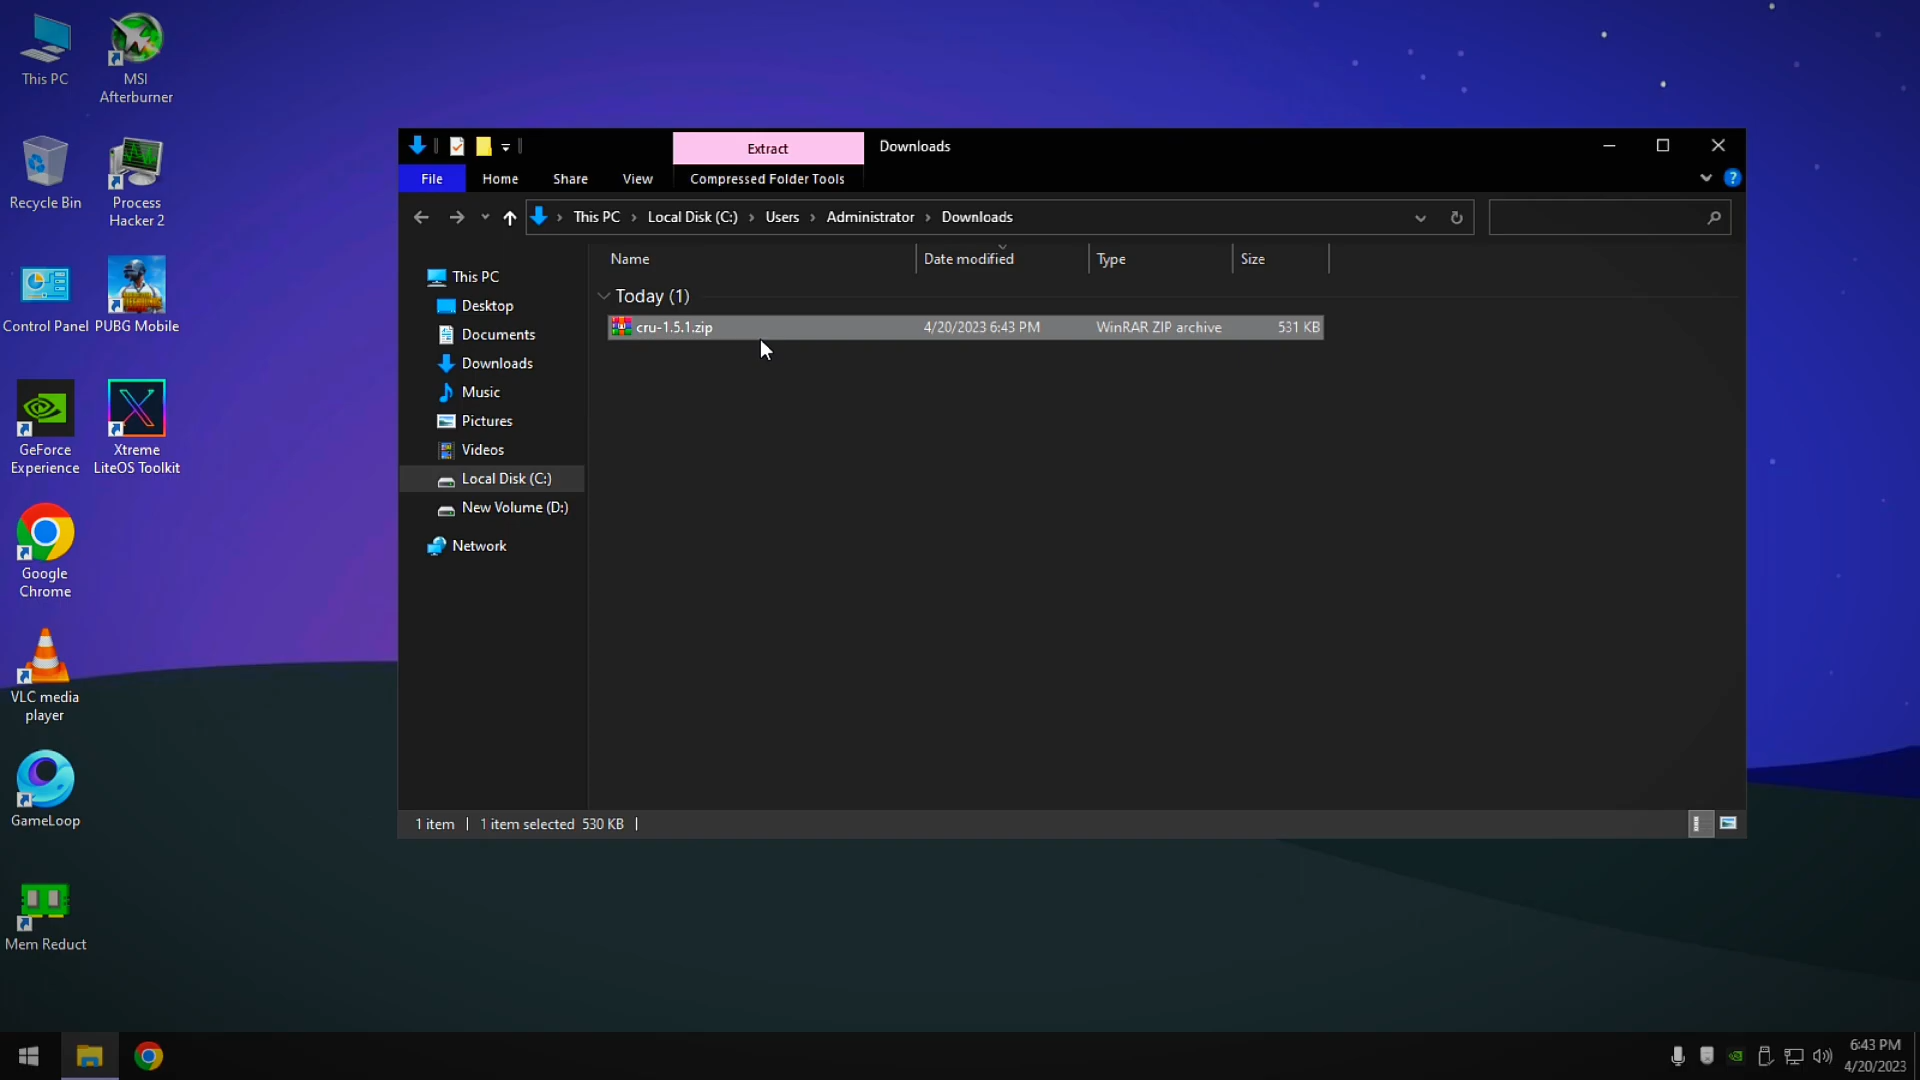 This PC
MSI
Afterburner
Recycle Bin
Process
Hacker 2
Control Panel
PUBG Mobile
GeForce
Experience
Xtreme
LiteOS Toolkit
Google
Chrome
VLC media
player
GameLoop
Mem Reduct
Extract
Downloads
File
Home
Share
View
Compressed Folder Tools
This PC › Local Disk (C:) › Users › Administrator › Downloads
Name
Date modified
Type
Size
This PC
Desktop
Documents
Downloads
Music
Pictures
Videos
Local Disk (C:)
New Volume (D:)
Network
Today (1)
cru-1.5.1.zip
4/20/2023 6:43 PM
WinRAR ZIP archive
531 KB
1 item
1 item selected 530 KB
6:43 PM
4/20/2023